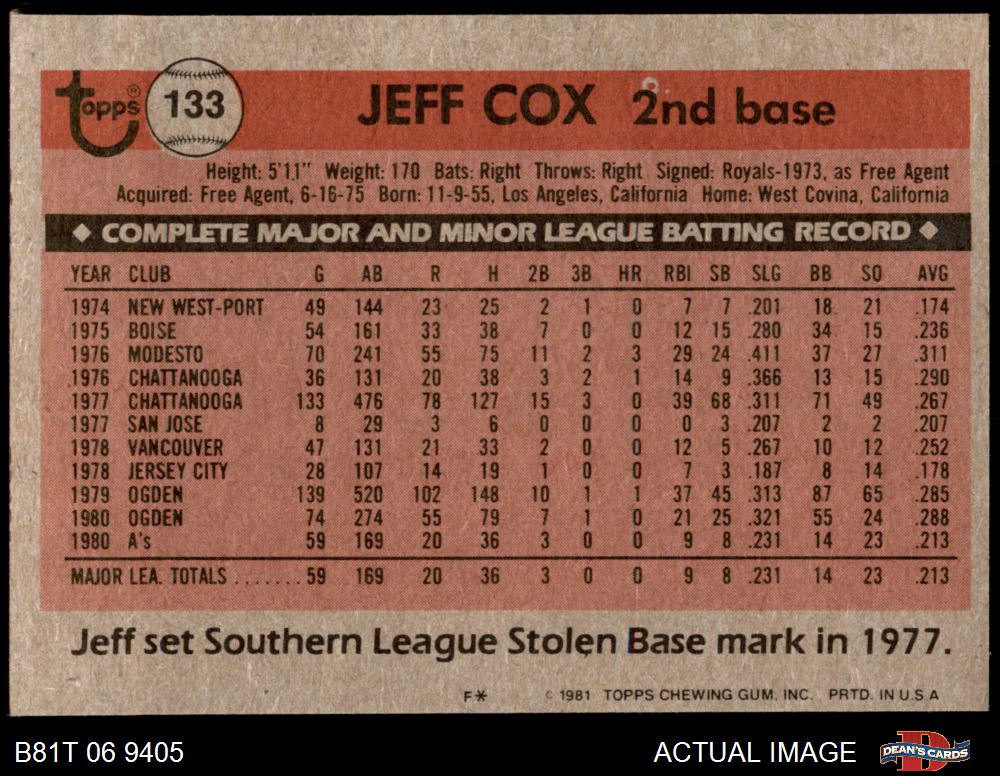 Topps® 133 JEFF COX 2nd base
Height: 5'11" Weight: 170 Bats: Right Throws: Right Signed: Royals-1973, as Free Agent
Acquired: Free Agent, 6-16-75 Born: 11-9-55, Los Angeles, California Home: West Covina, California
◆ COMPLETE MAJOR AND MINOR LEAGUE BATTING RECORD ◆
YEAR CLUB G AB R H 2B 3B HR RBI SB SLG BB SO AVG
1974 NEW WEST-PORT 49 144 23 25 2 1 0 7 7 .201 18 21 .174
1975 BOISE 54 161 33 38 7 0 0 12 15 .280 34 15 .236
1976 MODESTO 70 241 55 75 11 2 3 29 24 .411 37 27 .311
1976 CHATTANOOGA 36 131 20 38 3 2 1 14 9 .366 13 15 .290
1977 CHATTANOOGA 133 476 78 127 15 3 0 39 68 .311 71 49 .267
1977 SAN JOSE 8 29 3 6 0 0 0 0 3 .207 2 2 .207
1978 VANCOUVER 47 131 21 33 2 0 0 12 5 .267 10 12 .252
1978 JERSEY CITY 28 107 14 19 1 0 0 7 3 .187 8 14 .178
1979 OGDEN 139 520 102 148 10 1 1 37 45 .313 87 65 .285
1980 OGDEN 74 274 55 79 7 1 0 21 25 .321 55 24 .288
1980 A's 59 169 20 36 3 0 0 9 8 .231 14 23 .213
MAJOR LEA. TOTALS ....... 59 169 20 36 3 0 0 9 8 .231 14 23 .213
Jeff set Southern League Stolen Base mark in 1977.
F* © 1981 TOPPS CHEWING GUM, INC. PRTD. IN U.S.A
B81T 06 9405 ACTUAL IMAGE DEAN'S CARDS